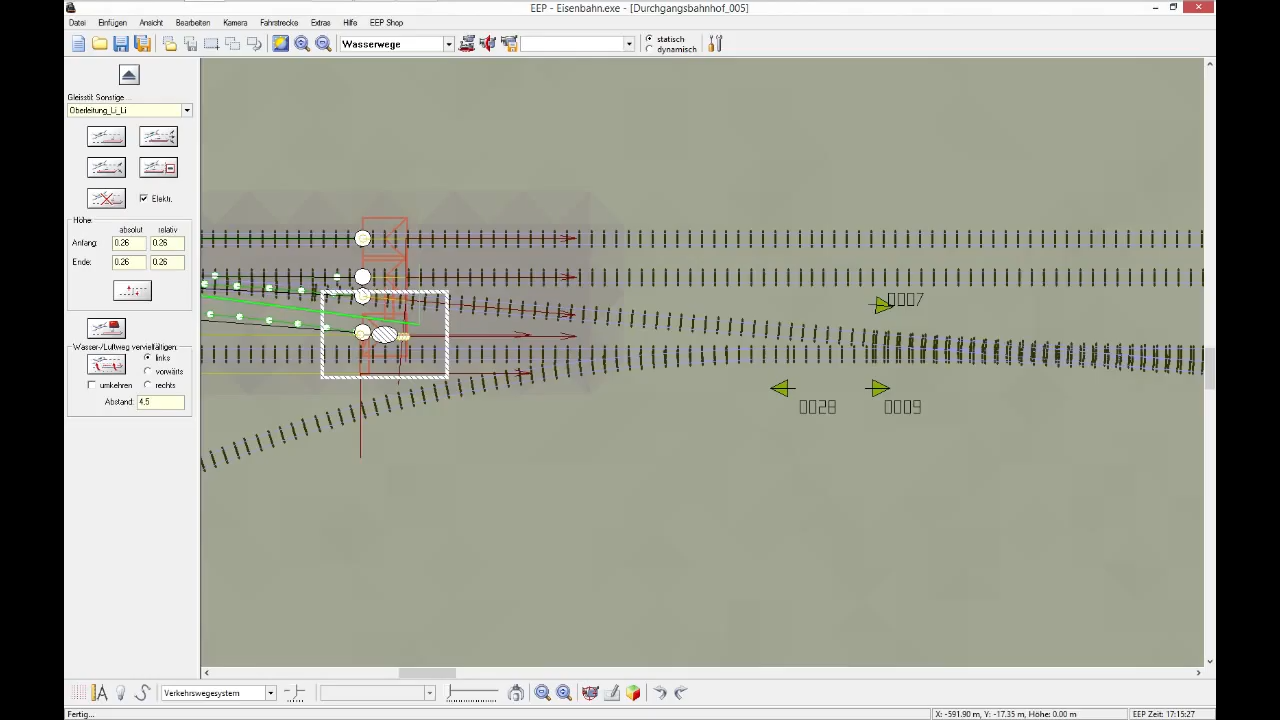 EEP - Eisenbahn.exe - [Durchgangsbahnhof_005]
Datei Einfügen Ansicht Bearbeiten Kamera Fahrstrecke Extras Hilfe EEP Shop
Wasserwege
statisch
dynamisch
Gleisstil: Sonstige...
Oberleitung_Li_Li
Elektr.
Höhe:
absolut relativ
Anfang: 0.26 0.26
Ende: 0.26 0.26
Wasser-/Luftweg vervielfältigen:
links
vorwärts
umkehren rechts
Abstand: 4,5
0007
0028 0009
Verkehrswegesystem
Fertig... X: -591.90 m, Y: -17.35 m, Höhe: 0.00 m EEP Zeit: 17:15:27